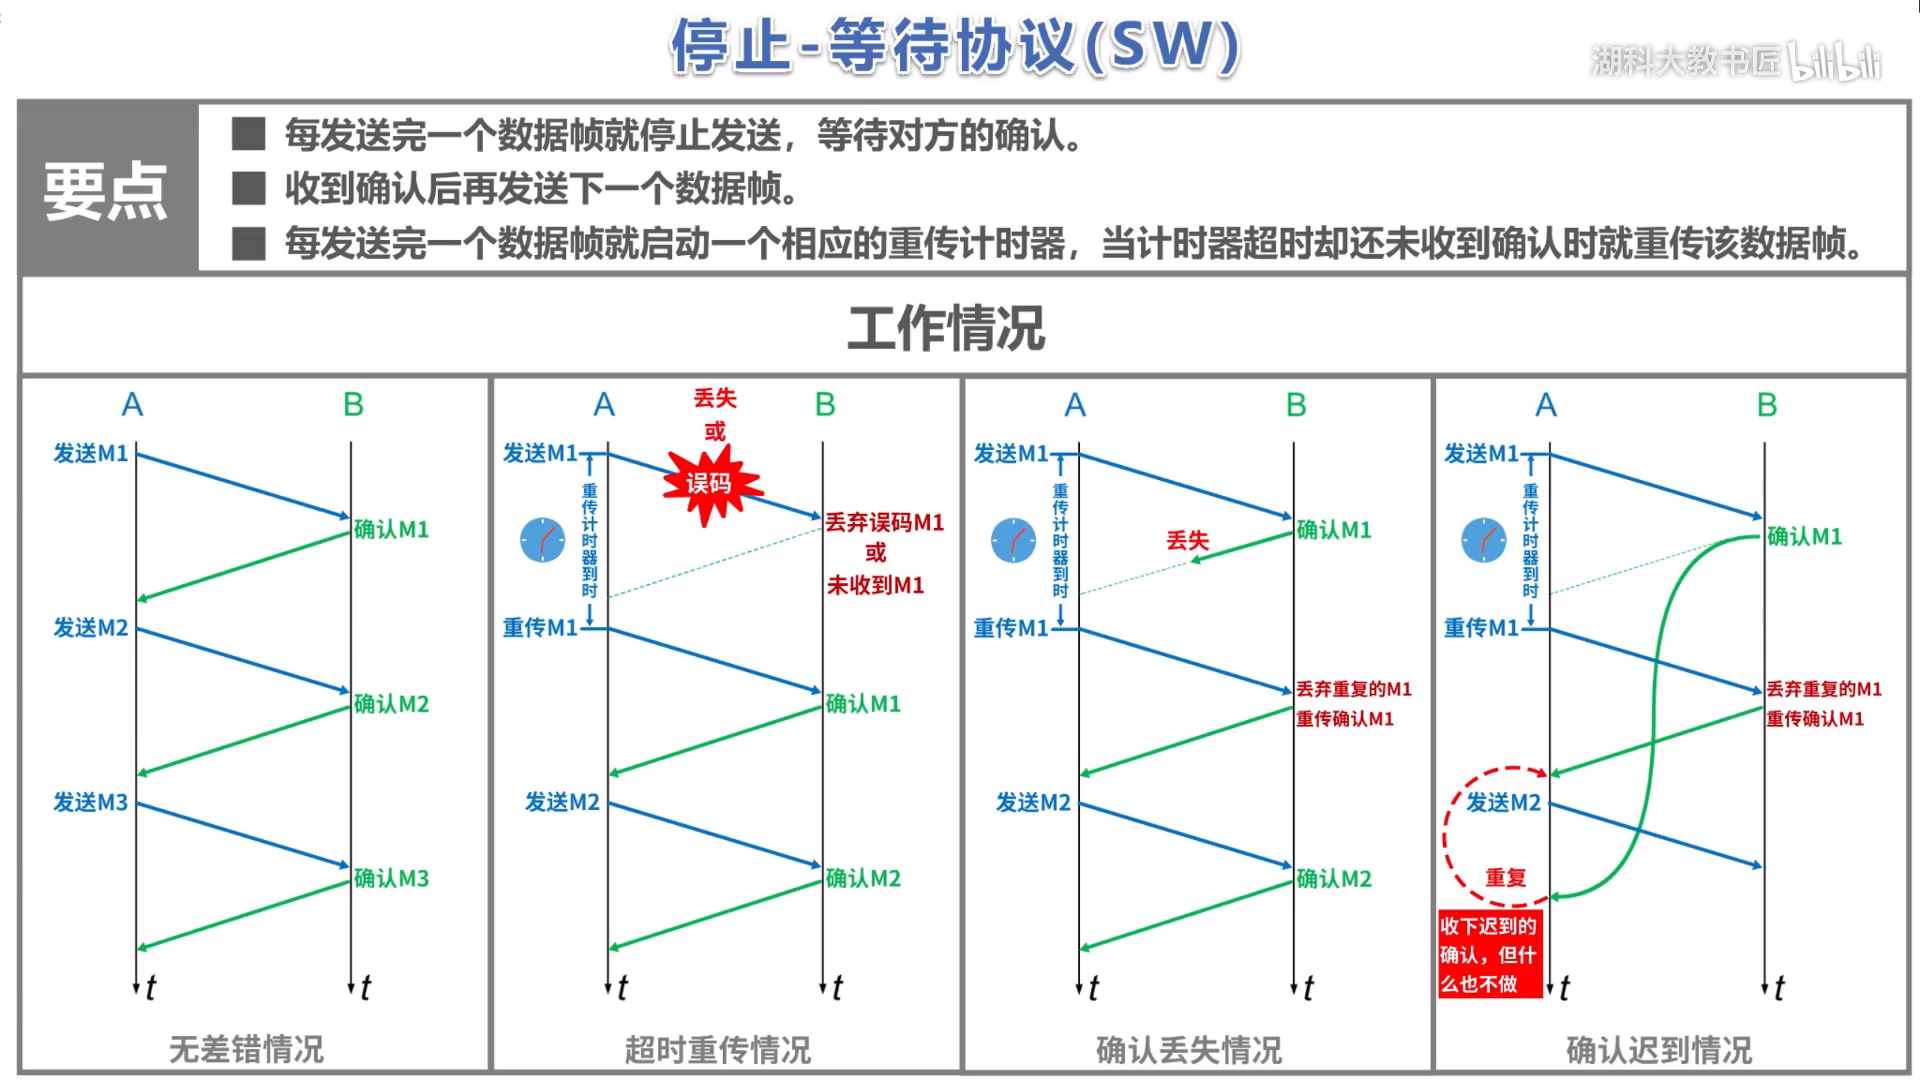 停止-等待协议(SW)
湖科大教书匠 bilibili
要点
每发送完一个数据帧就停止发送，等待对方的确认。
收到确认后再发送下一个数据帧。
每发送完一个数据帧就启动一个相应的重传计时器，当计时器超时却还未收到确认时就重传该数据帧。
工作情况
A
B
发送M1
确认M1
发送M2
确认M2
发送M3
确认M3
t
t
无差错情况
A
丢失
或
误码
B
发送M1
重传计时器到时
丢弃误码M1
或
未收到M1
重传M1
确认M1
发送M2
确认M2
t
t
超时重传情况
A
B
发送M1
重传计时器到时
确认M1
丢失
重传M1
丢弃重复的M1
重传确认M1
发送M2
确认M2
t
t
确认丢失情况
A
B
发送M1
重传计时器到时
确认M1
重传M1
丢弃重复的M1
重传确认M1
发送M2
重复
收下迟到的
确认，但什
么也不做
t
t
确认迟到情况